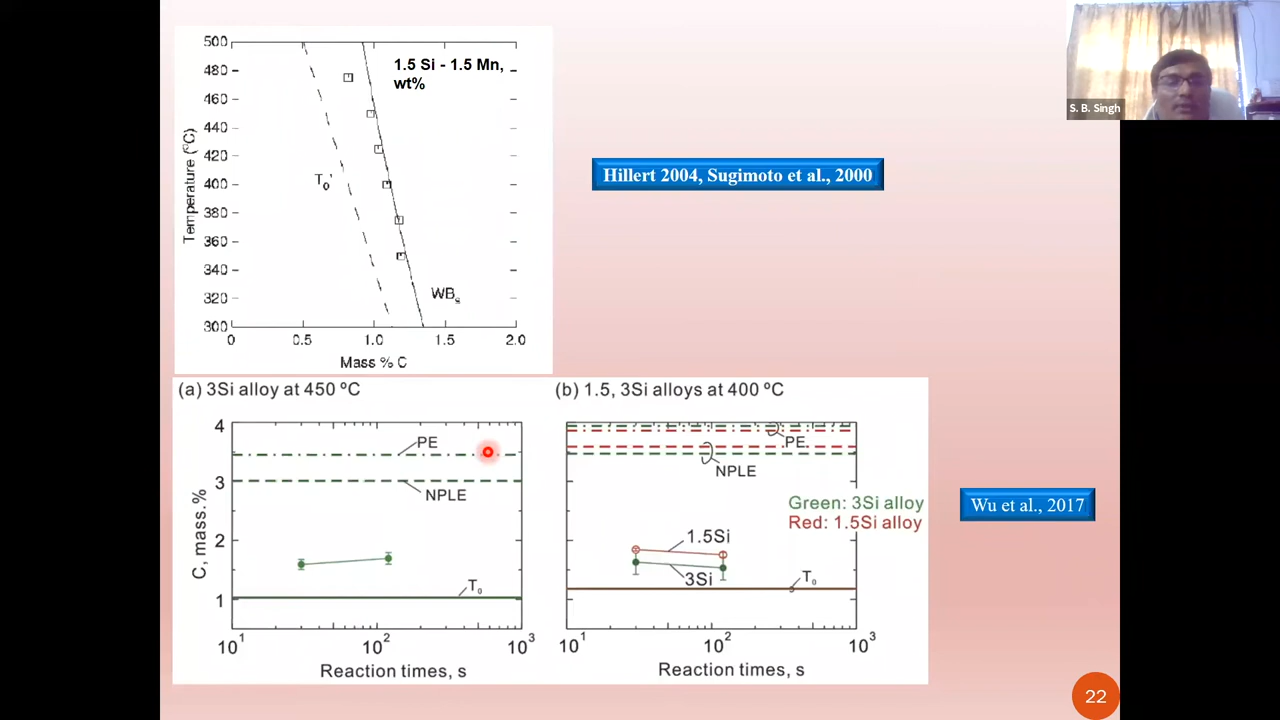 500
480
460
440
420
400
380
360
340
320
300
Temperature (°C)
1.5 Si - 1.5 Mn,
wt%
T₀'
WBₛ
0 0.5 1.0 1.5 2.0
Mass % C
S. B. Singh
Hillert 2004, Sugimoto et al., 2000
(a) 3Si alloy at 450 ºC
4
3
2
1
C, mass.%
PE
NPLE
T₀
10¹ 10² 10³
Reaction times, s
(b) 1.5, 3Si alloys at 400 ºC
PE
NPLE
Green: 3Si alloy
Red: 1.5Si alloy
1.5Si
3Si
T₀
10¹ 10² 10³
Reaction times, s
Wu et al., 2017
22